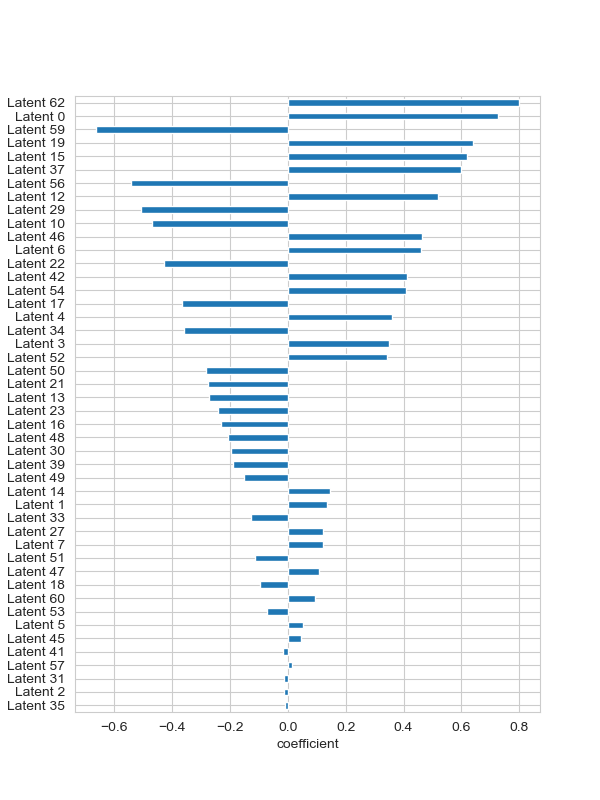 Latent 62
Latent 0
Latent 59
Latent 19
Latent 15
Latent 37
Latent 56
Latent 12
Latent 29
Latent 10
Latent 46
Latent 6
Latent 22
Latent 42
Latent 54
Latent 17
Latent 4
Latent 34
Latent 3
Latent 52
Latent 50
Latent 21
Latent 13
Latent 23
Latent 16
Latent 48
Latent 30
Latent 39
Latent 49
Latent 14
Latent 1
Latent 33
Latent 27
Latent 7
Latent 51
Latent 47
Latent 18
Latent 60
Latent 53
Latent 5
Latent 45
Latent 41
Latent 57
Latent 31
Latent 2
Latent 35
−0.6 −0.4 −0.2 0.0 0.2 0.4 0.6 0.8
coefficient